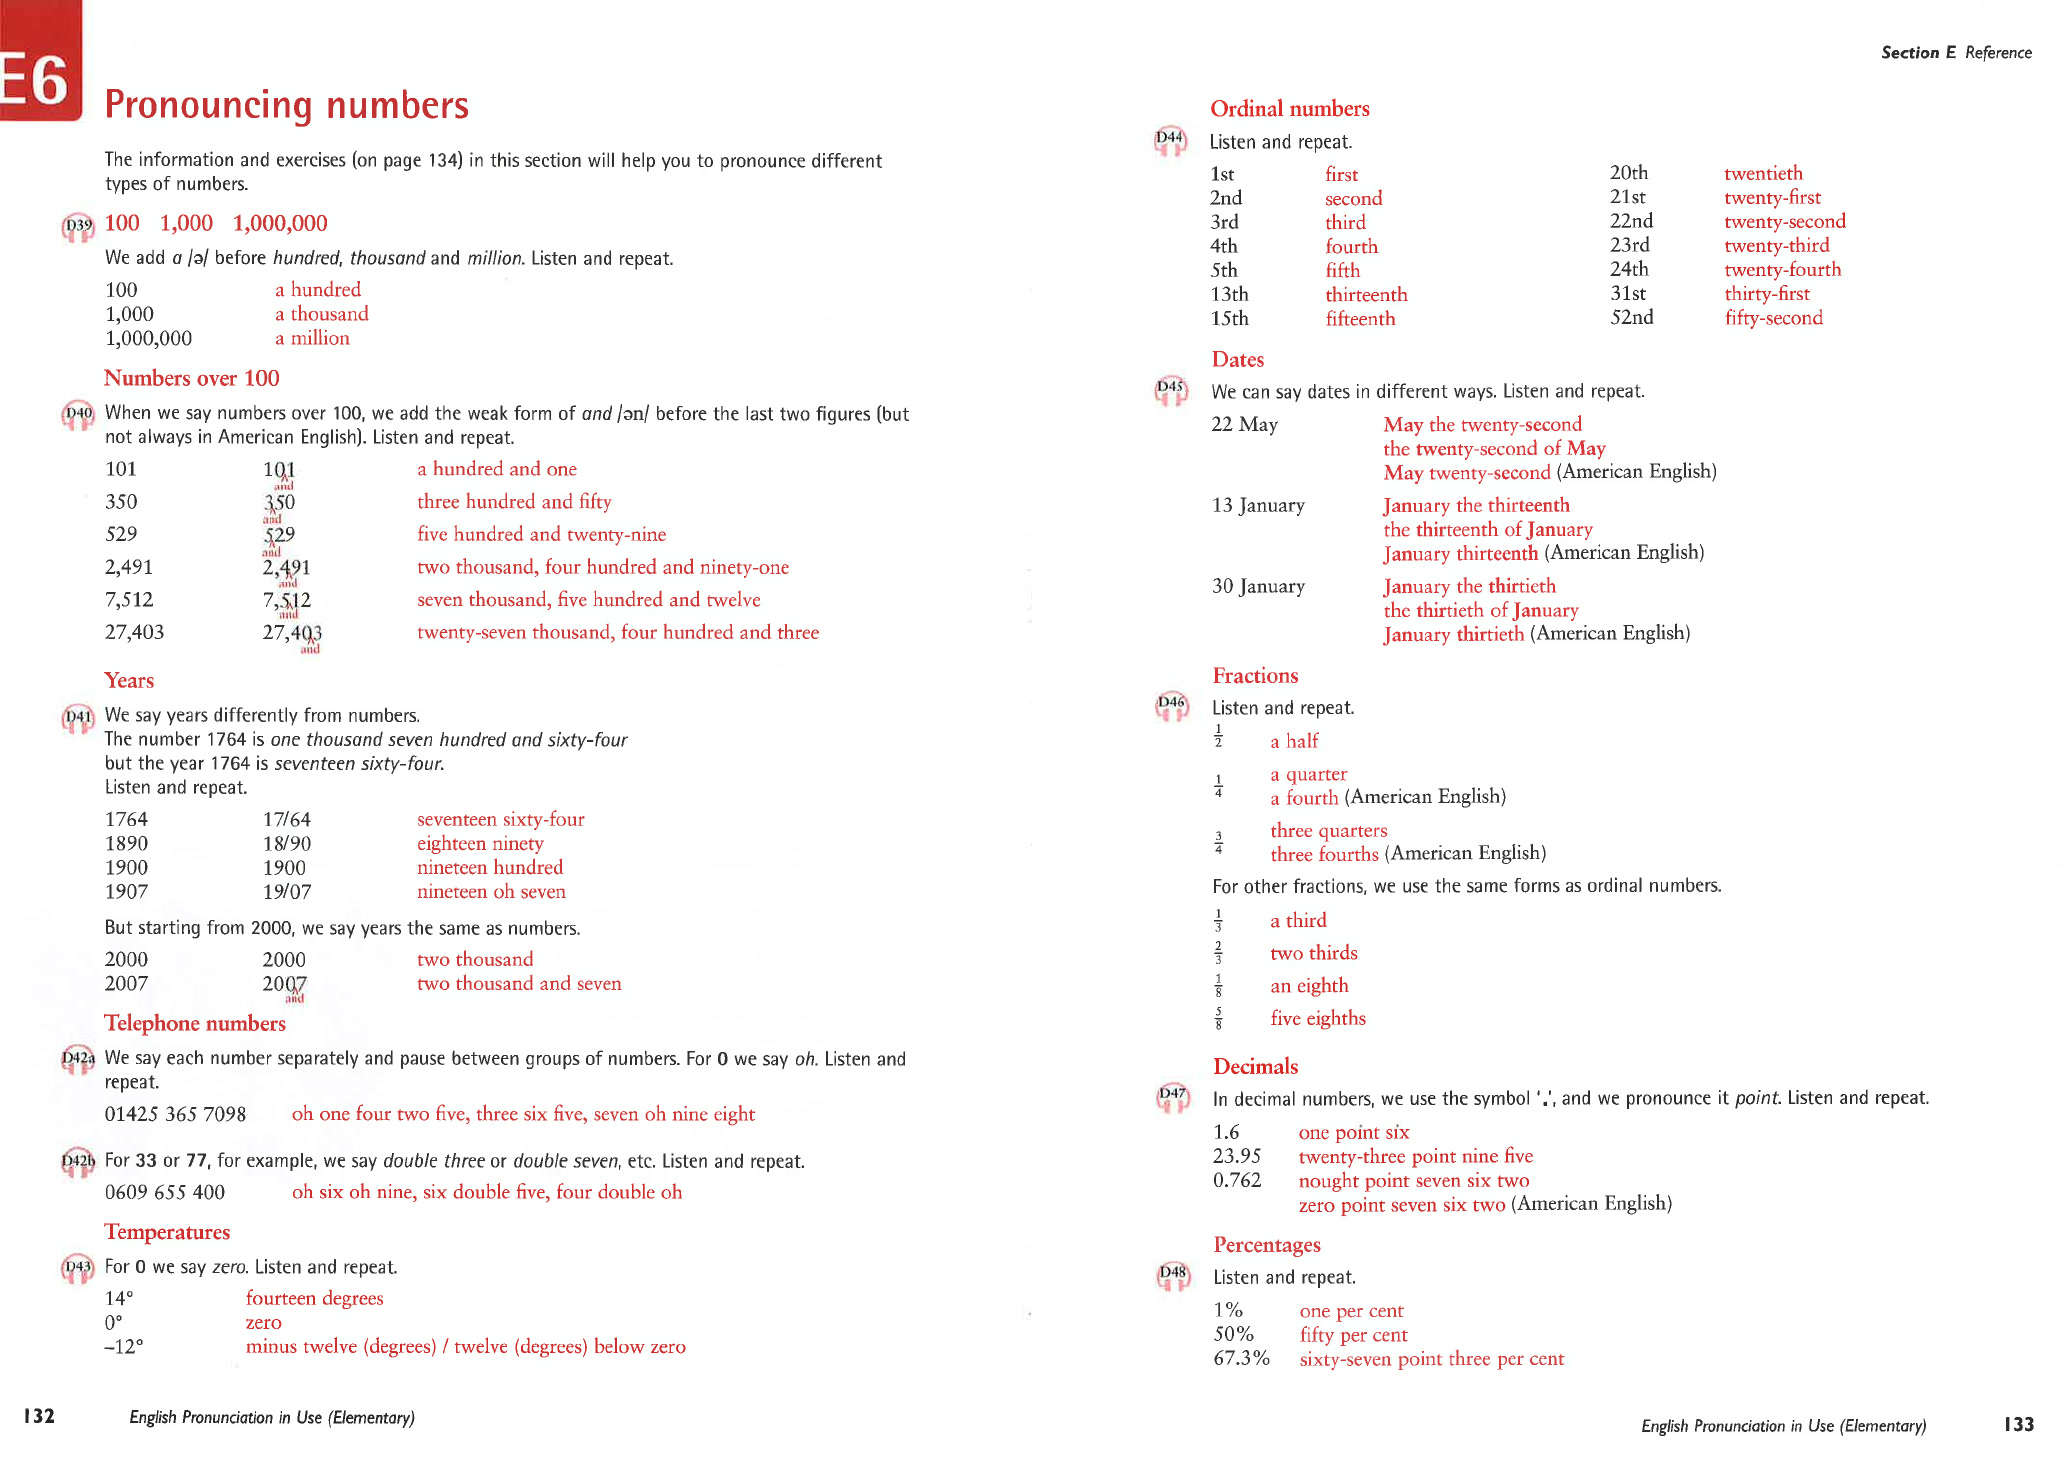 E6
Pronouncing numbers
The information and exercises (on page 134) in this section will help you to pronounce different
types of numbers.
D39 100 1,000 1,000,000
We add a /ə/ before hundred, thousand and million. Listen and repeat.
100 a hundred
1,000 a thousand
1,000,000 a million
Numbers over 100
D40 When we say numbers over 100, we add the weak form of and /ən/ before the last two figures (but
not always in American English). Listen and repeat.
101 101 a hundred and one
and
350 350 three hundred and fifty
and
529 529 five hundred and twenty-nine
and
2,491 2,491 two thousand, four hundred and ninety-one
and
7,512 7,512 seven thousand, five hundred and twelve
and
27,403 27,403 twenty-seven thousand, four hundred and three
and
Years
D41 We say years differently from numbers.
The number 1764 is one thousand seven hundred and sixty-four
but the year 1764 is seventeen sixty-four.
Listen and repeat.
1764 17/64 seventeen sixty-four
1890 18/90 eighteen ninety
1900 1900 nineteen hundred
1907 19/07 nineteen oh seven
But starting from 2000, we say years the same as numbers.
2000 2000 two thousand
2007 2007 two thousand and seven
and
Telephone numbers
D42a We say each number separately and pause between groups of numbers. For 0 we say oh. Listen and
repeat.
01425 365 7098 oh one four two five, three six five, seven oh nine eight
D42b For 33 or 77, for example, we say double three or double seven, etc. Listen and repeat.
0609 655 400 oh six oh nine, six double five, four double oh
Temperatures
D43 For 0 we say zero. Listen and repeat.
14° fourteen degrees
0° zero
–12° minus twelve (degrees) / twelve (degrees) below zero
132 English Pronunciation in Use (Elementary)
Section E Reference
Ordinal numbers
D44 Listen and repeat.
1st first 20th twentieth
2nd second 21st twenty-first
3rd third 22nd twenty-second
4th fourth 23rd twenty-third
5th fifth 24th twenty-fourth
13th thirteenth 31st thirty-first
15th fifteenth 52nd fifty-second
Dates
D45 We can say dates in different ways. Listen and repeat.
22 May May the twenty-second
the twenty-second of May
May twenty-second (American English)
13 January January the thirteenth
the thirteenth of January
January thirteenth (American English)
30 January January the thirtieth
the thirtieth of January
January thirtieth (American English)
Fractions
D46 Listen and repeat.
1/2 a half
1/4 a quarter
a fourth (American English)
3/4 three quarters
three fourths (American English)
For other fractions, we use the same forms as ordinal numbers.
1/3 a third
2/3 two thirds
1/8 an eighth
5/8 five eighths
Decimals
D47 In decimal numbers, we use the symbol '.', and we pronounce it point. Listen and repeat.
1.6 one point six
23.95 twenty-three point nine five
0.762 nought point seven six two
zero point seven six two (American English)
Percentages
D48 Listen and repeat.
1% one per cent
50% fifty per cent
67.3% sixty-seven point three per cent
English Pronunciation in Use (Elementary) 133